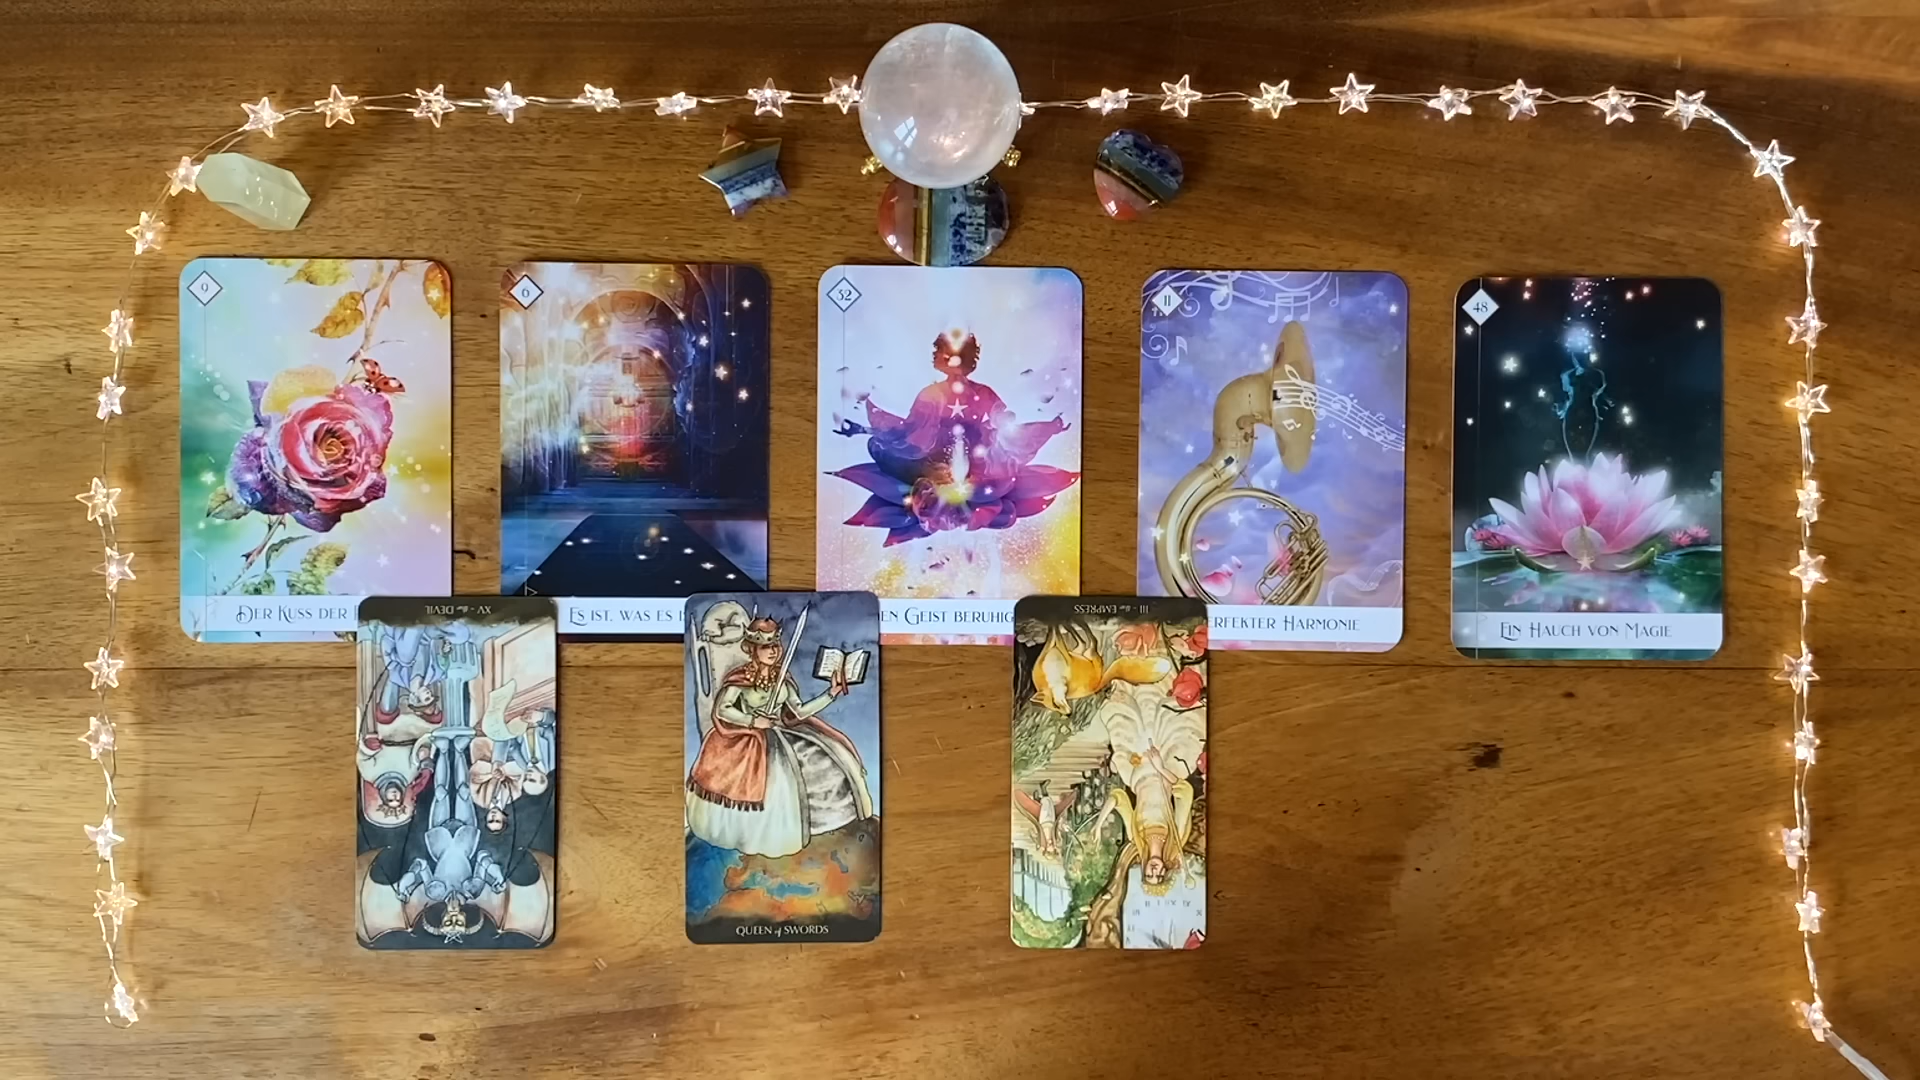 9
6
32
11
48
DER KUSS DER
ES IST, WAS ES
EN GEIST BERUHIG
ERFEKTER HARMONIE
EIN HAUCH VON MAGIE
XV - the DEVIL
III - the EMPRESS
QUEEN of SWORDS